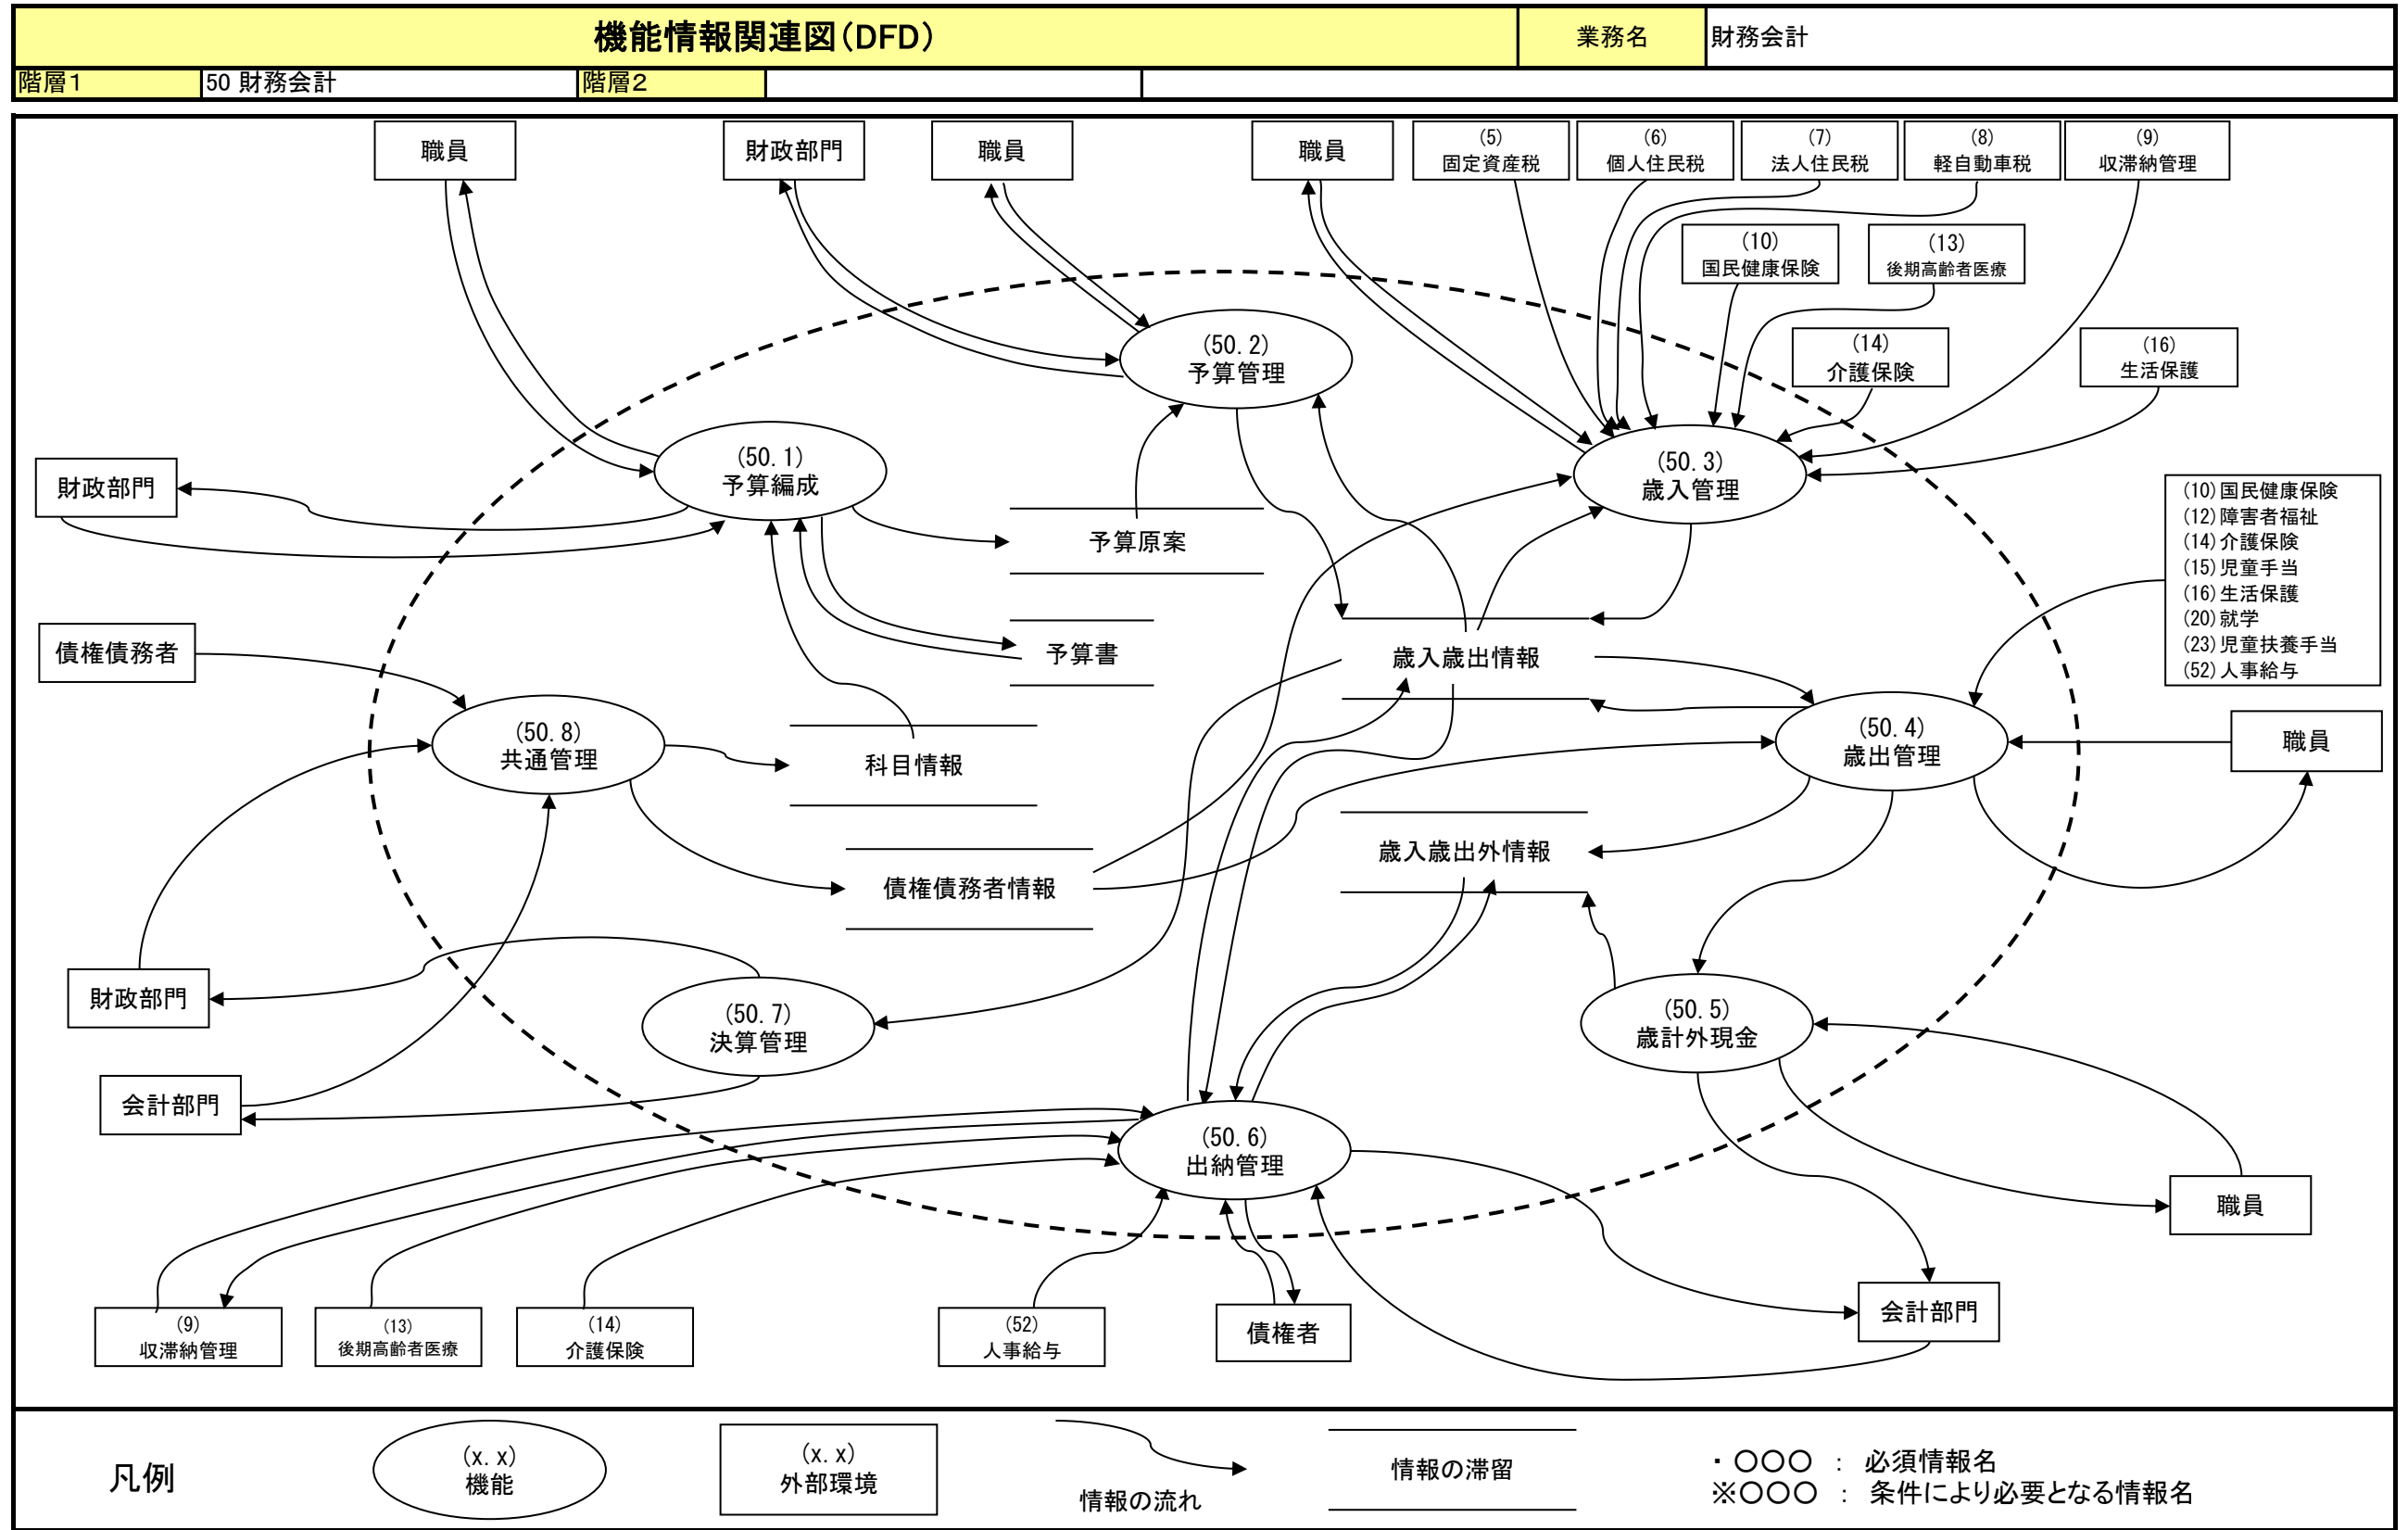 機能情報関連図(DFD)
業務名
財務会計
階層1
50 財務会計
階層2
職員
財政部門
職員
職員
(5)
固定資産税
(6)
個人住民税
(7)
法人住民税
(8)
軽自動車税
(9)
収滞納管理
(10)
国民健康保険
(13)
後期高齢者医療
(14)
介護保険
(16)
生活保護
(50.2)
予算管理
(50.1)
予算編成
(50.3)
歳入管理
財政部門
(10)国民健康保険
(12)障害者福祉
(14)介護保険
(15)児童手当
(16)生活保護
(20)就学
(23)児童扶養手当
(52)人事給与
予算原案
債権債務者
予算書
歳入歳出情報
(50.8)
共通管理
科目情報
(50.4)
歳出管理
職員
歳入歳出外情報
債権債務者情報
財政部門
(50.7)
決算管理
(50.5)
歳計外現金
会計部門
(50.6)
出納管理
職員
(9)
収滞納管理
(13)
後期高齢者医療
(14)
介護保険
(52)
人事給与
債権者
会計部門
凡例
(x.x)
機能
(x.x)
外部環境
情報の流れ
情報の滞留
・〇〇〇 : 必須情報名
※〇〇〇 : 条件により必要となる情報名